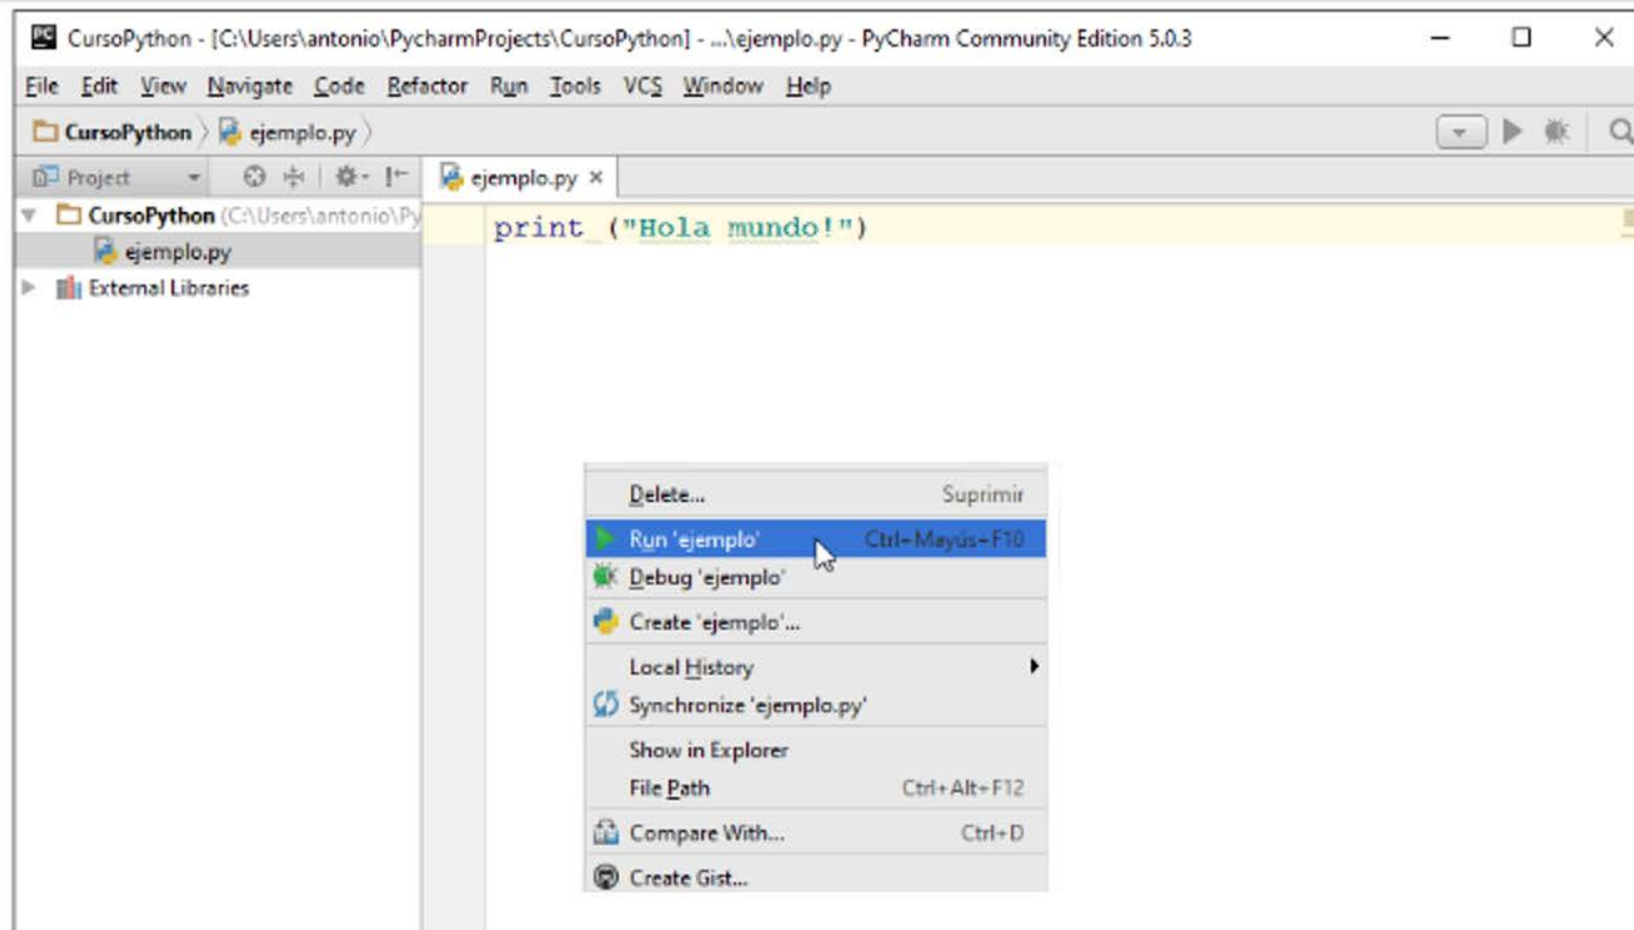 PC CursoPython - [C:\Users\antonio\PycharmProjects\CursoPython] - ...\ejemplo.py - PyCharm Community Edition 5.0.3
File Edit View Navigate Code Refactor Run Tools VCS Window Help
CursoPython ejemplo.py
Project
ejemplo.py
CursoPython (C:\Users\antonio\Py
ejemplo.py
External Libraries
print ("Hola mundo!")
Delete... Suprimir
Run 'ejemplo' Ctrl+Mayús+F10
Debug 'ejemplo'
Create 'ejemplo'...
Local History
Synchronize 'ejemplo.py'
Show in Explorer
File Path Ctrl+Alt+F12
Compare With... Ctrl+D
Create Gist...